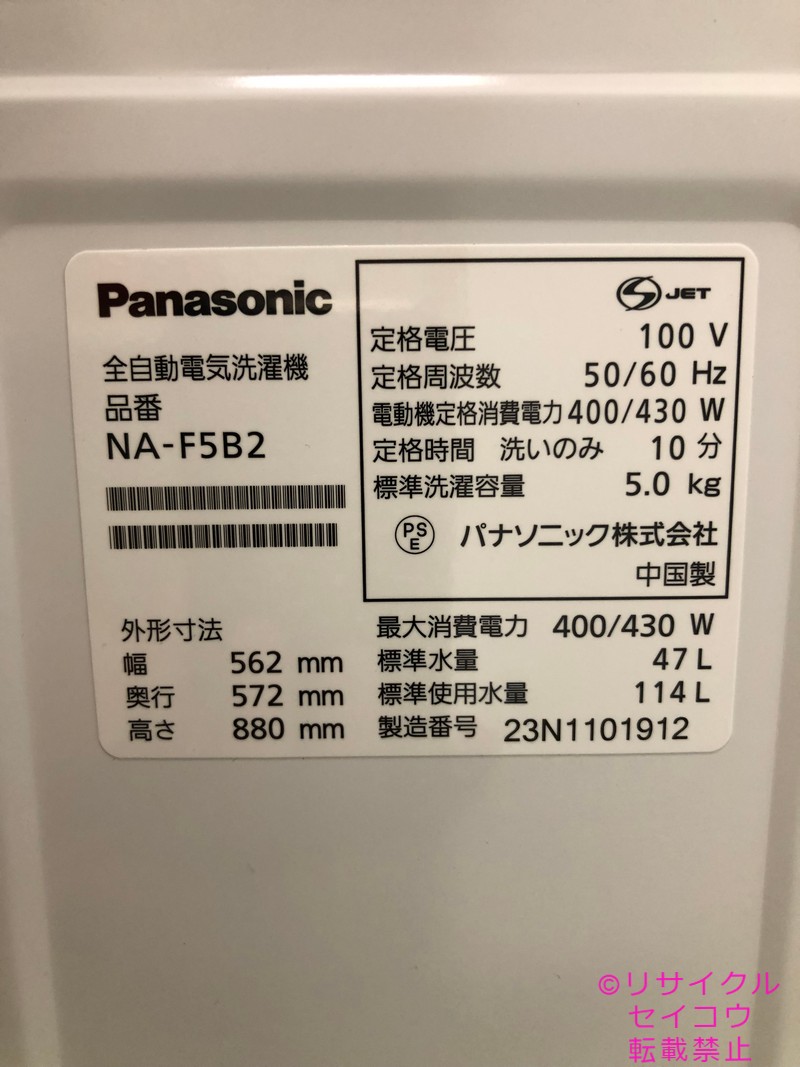 Panasonic
全自動電気洗濯機
品番
NA-F5B2
JET
定格電圧 100 V
定格周波数 50/60 Hz
電動機定格消費電力 400/430 W
定格時間 洗いのみ 10 分
標準洗濯容量 5.0 kg
PS
E
パナソニック株式会社
中国製
外形寸法
幅 562 mm
奥行 572 mm
高さ 880 mm
最大消費電力 400/430 W
標準水量 47 L
標準使用水量 114 L
製造番号 23N1101912
©リサイクル
セイコウ
転載禁止